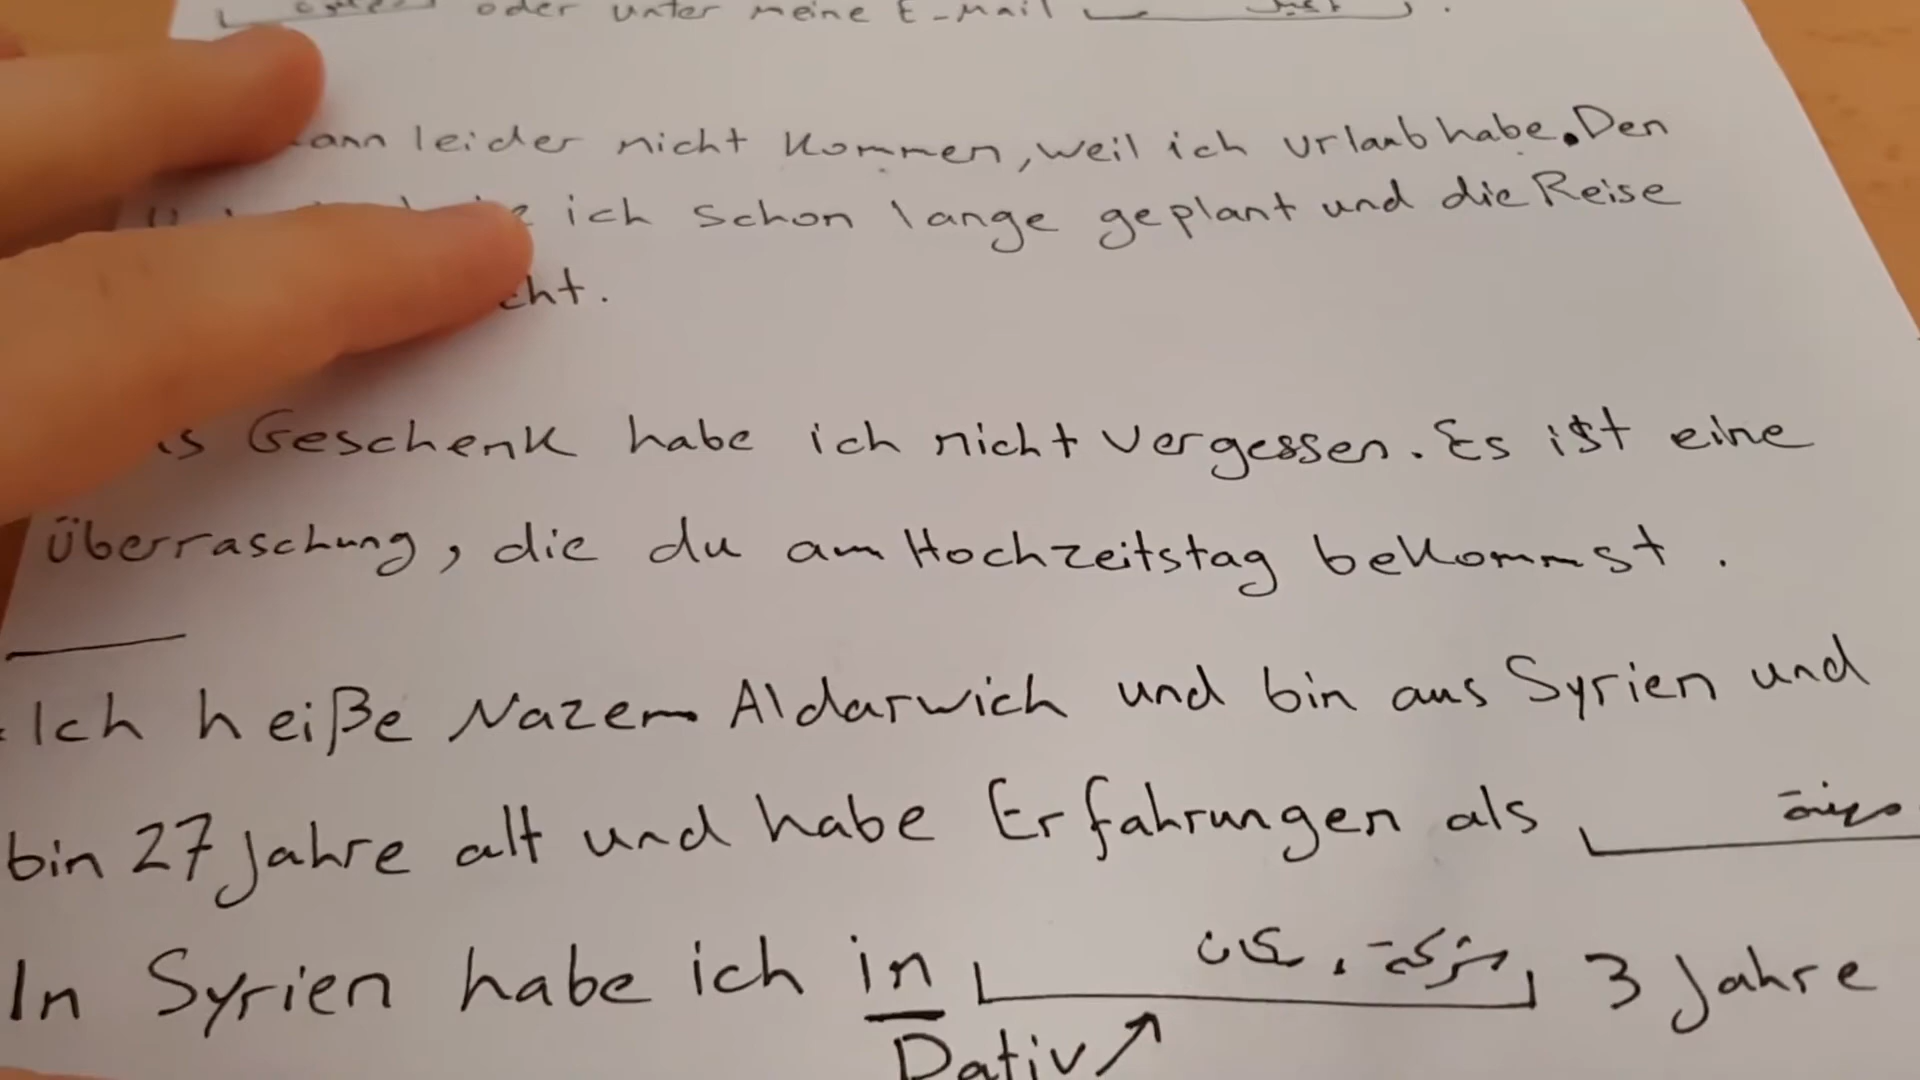 oder unter meine E-Mail
leider nicht kommen, weil ich Urlaub habe. Den
ich schon lange geplant und die Reise
Geschenk habe ich nicht vergessen. Es ist eine
Überraschung, die du am Hochzeitstag bekommst.
Ich heiße Nazem Aldarwich und bin aus Syrien und
bin 27 Jahre alt und habe Erfahrungen als مهنة
In Syrien habe ich in شركة، مكان 3 Jahre
Dativ